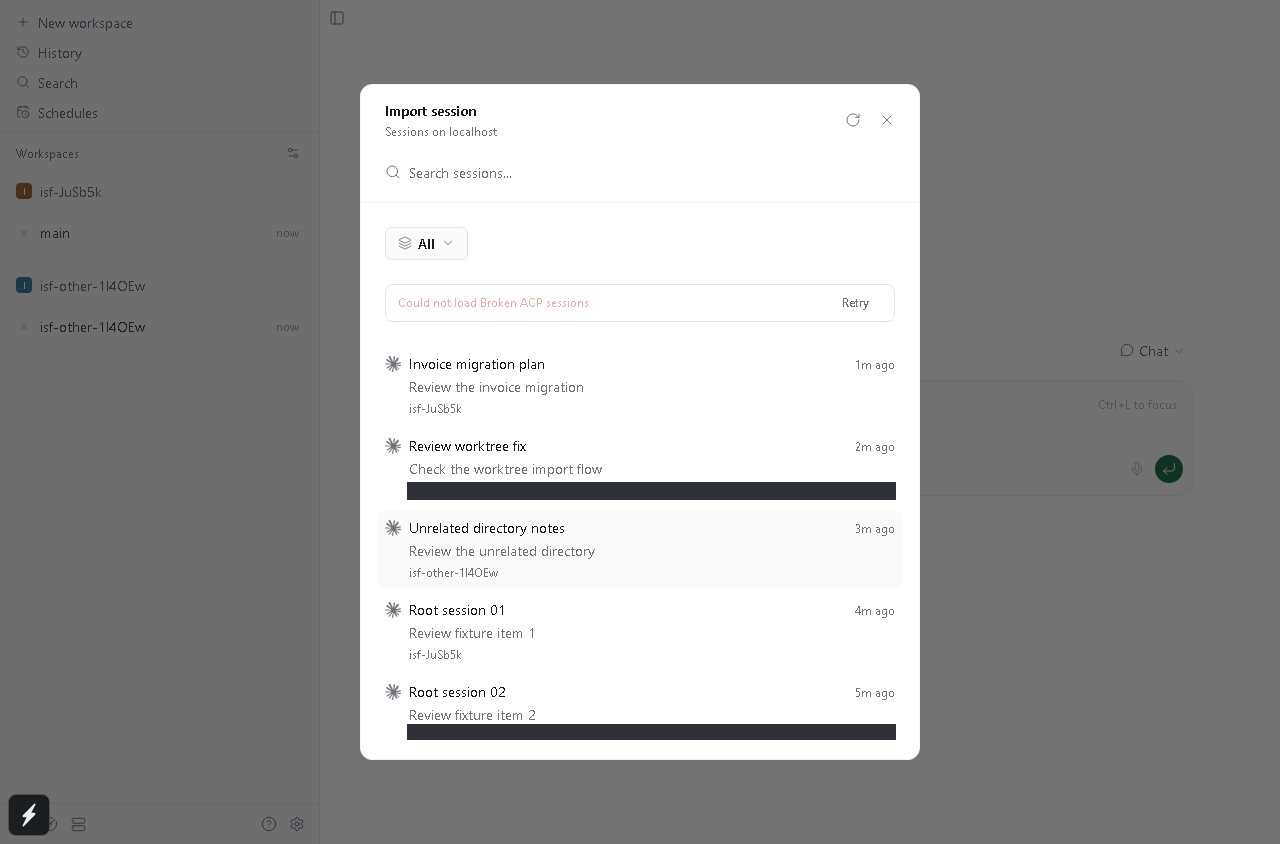 New workspace
History
Search
Schedules
Workspaces
I isf-JuSb5k
main now
I isf-other-1I4OEw
isf-other-1I4OEw now
Import session
Sessions on localhost
Search sessions...
All
Could not load Broken ACP sessions Retry
Invoice migration plan 1m ago
Review the invoice migration
isf-JuSb5k
Review worktree fix 2m ago
Check the worktree import flow
Unrelated directory notes 3m ago
Review the unrelated directory
isf-other-1I4OEw
Root session 01 4m ago
Review fixture item 1
isf-JuSb5k
Root session 02 5m ago
Review fixture item 2
Chat
Ctrl+L to focus